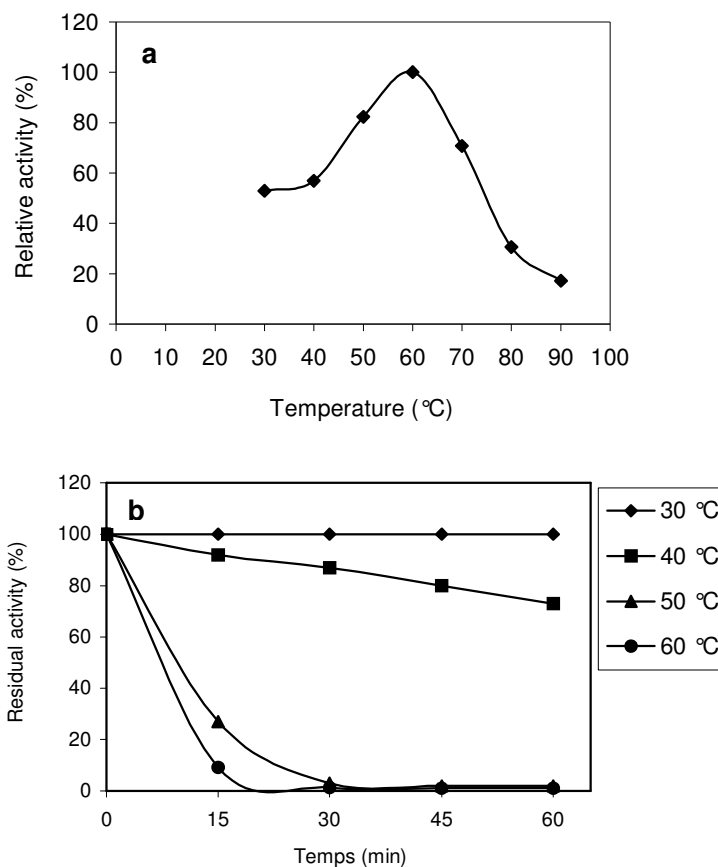 120
100
80
60
40
20
0
a
Relative activity (%)
0 10 20 30 40 50 60 70 80 90 100
Temperature (°C)
120
100
80
60
40
20
0
b
Residual activity (%)
0 15 30 45 60
Temps (min)
30 °C
40 °C
50 °C
60 °C